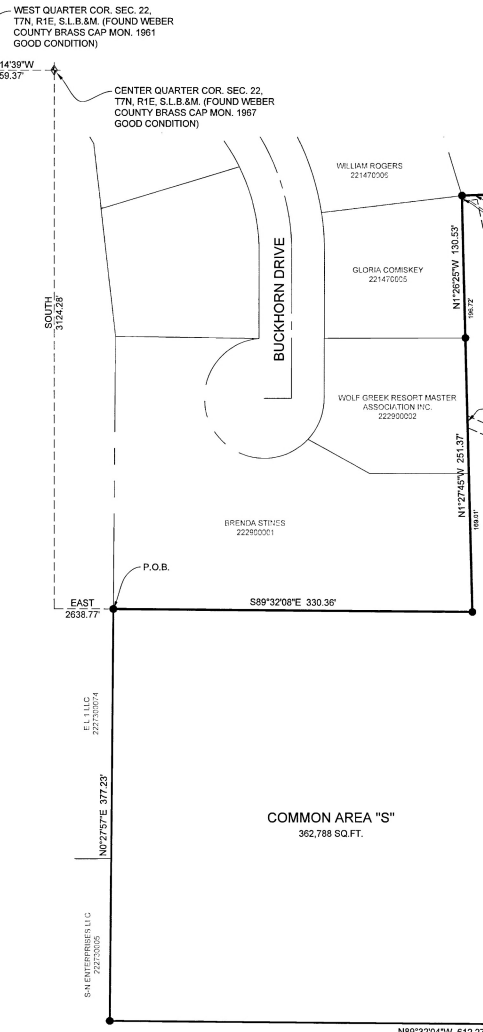 WEST QUARTER COR. SEC. 22,
T7N, R1E, S.L.B.&M. (FOUND WEBER
COUNTY BRASS CAP MON. 1961
GOOD CONDITION)
14'39"W
59.37'
CENTER QUARTER COR. SEC. 22,
T7N, R1E, S.L.B.&M. (FOUND WEBER
COUNTY BRASS CAP MON. 1967
GOOD CONDITION)
WILLIAM ROGERS
221470006
SOUTH
3124.28'
BUCKHORN DRIVE
GLORIA COMISKEY
221470005
N1°26'25"W 130.53'
196.72'
WOLF CREEK RESORT MASTER
ASSOCIATION INC.
222900002
N1°27'45"W 251.37'
169.01'
BRENDA STINES
222900001
P.O.B.
EAST
2638.77'
S89°32'08"E 330.36'
E L 1 LLC
2227300074
N0°27'57"E 377.23'
COMMON AREA "S"
362,788 SQ.FT.
S-N ENTERPRISES LLC
222730005